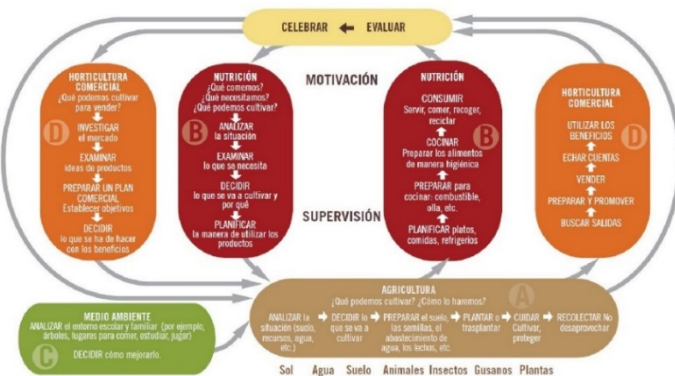 CELEBRAR ← EVALUAR
MOTIVACIÓN
SUPERVISIÓN
HORTICULTURA
COMERCIAL
¿Qué podemos cultivar
para vender?
D
INVESTIGAR
el mercado
EXAMINAR
ideas de productos
PREPARAR UN PLAN
COMERCIAL
Establecer objetivos
DECIDIR
lo que se ha de hacer
con los beneficios
NUTRICIÓN
¿Qué comemos?
¿Qué necesitamos?
¿Qué podemos cultivar?
B
ANALIZAR
la situación
EXAMINAR
lo que se necesita
DECIDIR
lo que se va a cultivar y
por qué
PLANIFICAR
la manera de utilizar los
productos
NUTRICIÓN
CONSUMIR
Servir, comer, recoger,
reciclar
B
COCINAR
Preparar los alimentos
de manera higiénica
PREPARAR para
cocinar: combustible,
olla, etc.
PLANIFICAR platos,
comidas, refrigerios
HORTICULTURA
COMERCIAL
UTILIZAR LOS
BENEFICIOS
D
ECHAR CUENTAS
VENDER
PREPARAR Y PROMOVER
BUSCAR SALIDAS
MEDIO AMBIENTE
ANALIZAR el entorno escolar y familiar (por ejemplo,
árboles, lugares para comer, estudiar, jugar)
C
DECIDIR cómo mejorarlo.
AGRICULTURA
¿Qué podemos cultivar? ¿Cómo lo haremos?
A
ANALIZAR la
situación (suelo,
recursos, agua,
etc.)
DECIDIR lo
que se va a
cultivar
PREPARAR el suelo,
las semillas, el
abastecimiento de
agua, los lechos, etc.
PLANTAR o
trasplantar
CUIDAR
Cultivar,
proteger
RECOLECTAR No
desaprovechar
Sol Agua Suelo Animales Insectos Gusanos Plantas